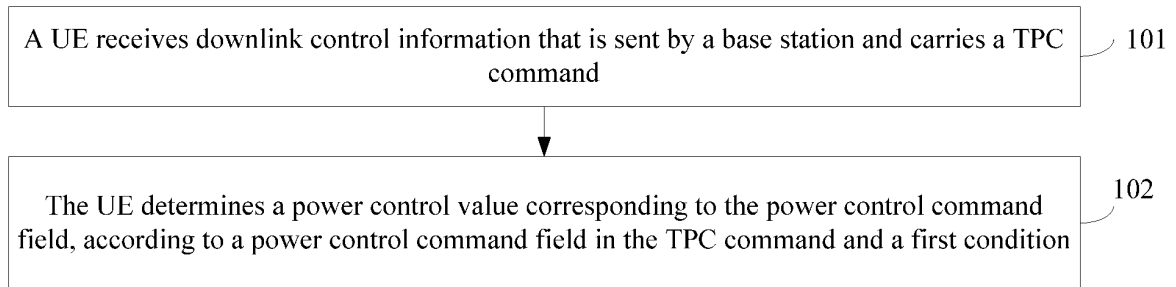 A UE receives downlink control information that is sent by a base station and carries a TPC
command
101
The UE determines a power control value corresponding to the power control command
field, according to a power control command field in the TPC command and a first condition
102